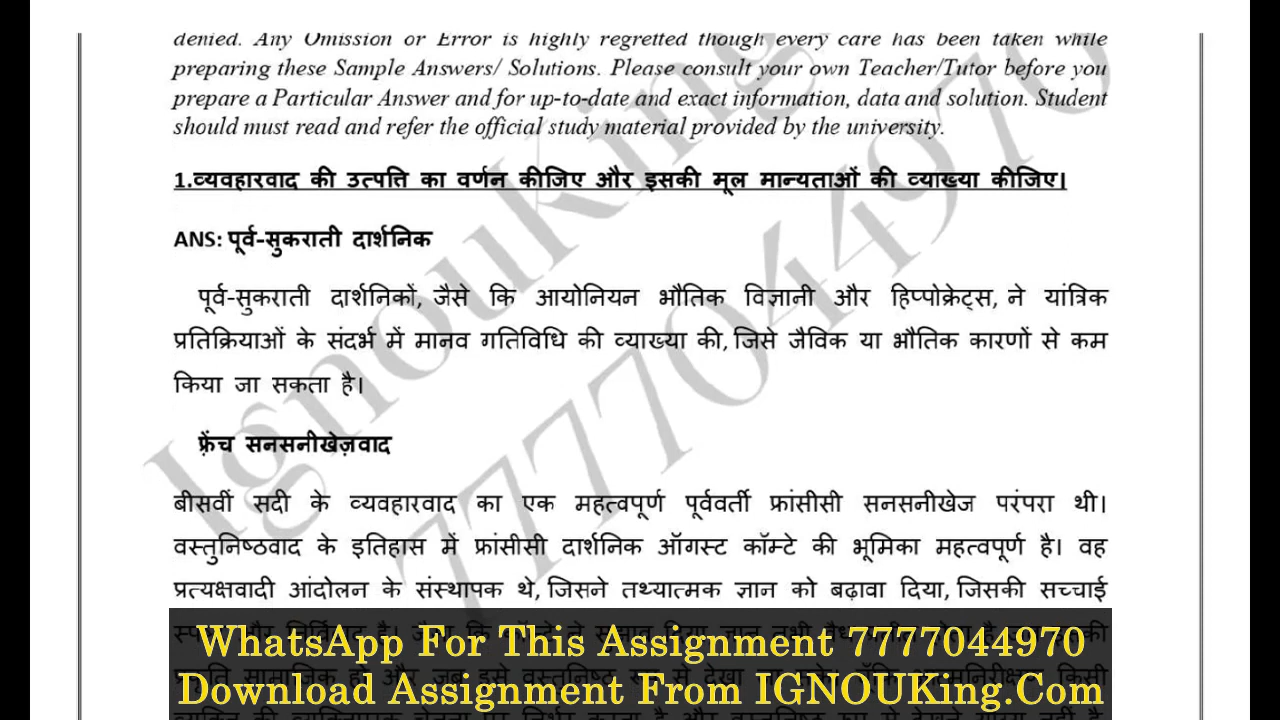 denied. Any Omission or Error is highly regretted though every care has been taken while
preparing these Sample Answers/ Solutions. Please consult your own Teacher/Tutor before you
prepare a Particular Answer and for up-to-date and exact information, data and solution. Student
should must read and refer the official study material provided by the university.
1.व्यवहारवाद की उत्पत्ति का वर्णन कीजिए और इसकी मूल मान्यताओं की व्याख्या कीजिए।
ANS: पूर्व-सुकराती दार्शनिक
पूर्व-सुकराती दार्शनिकों, जैसे कि आयोनियन भौतिक विज्ञानी और हिप्पोक्रेट्स, ने यांत्रिक
प्रतिक्रियाओं के संदर्भ में मानव गतिविधि की व्याख्या की, जिसे जैविक या भौतिक कारणों से कम
किया जा सकता है।
फ्रेंच सनसनीखेज़वाद
बीसवीं सदी के व्यवहारवाद का एक महत्वपूर्ण पूर्ववर्ती फ्रांसीसी सनसनीखेज परंपरा थी।
वस्तुनिष्ठवाद के इतिहास में फ्रांसीसी दार्शनिक ऑगस्ट कॉम्टे की भूमिका महत्वपूर्ण है। वह
प्रत्यक्षवादी आंदोलन के संस्थापक थे, जिसने तथ्यात्मक ज्ञान को बढ़ावा दिया, जिसकी सच्चाई
WhatsApp For This Assignment 7777044970
Download Assignment From IGNOUKing.Com
IgnouKing
7777044970